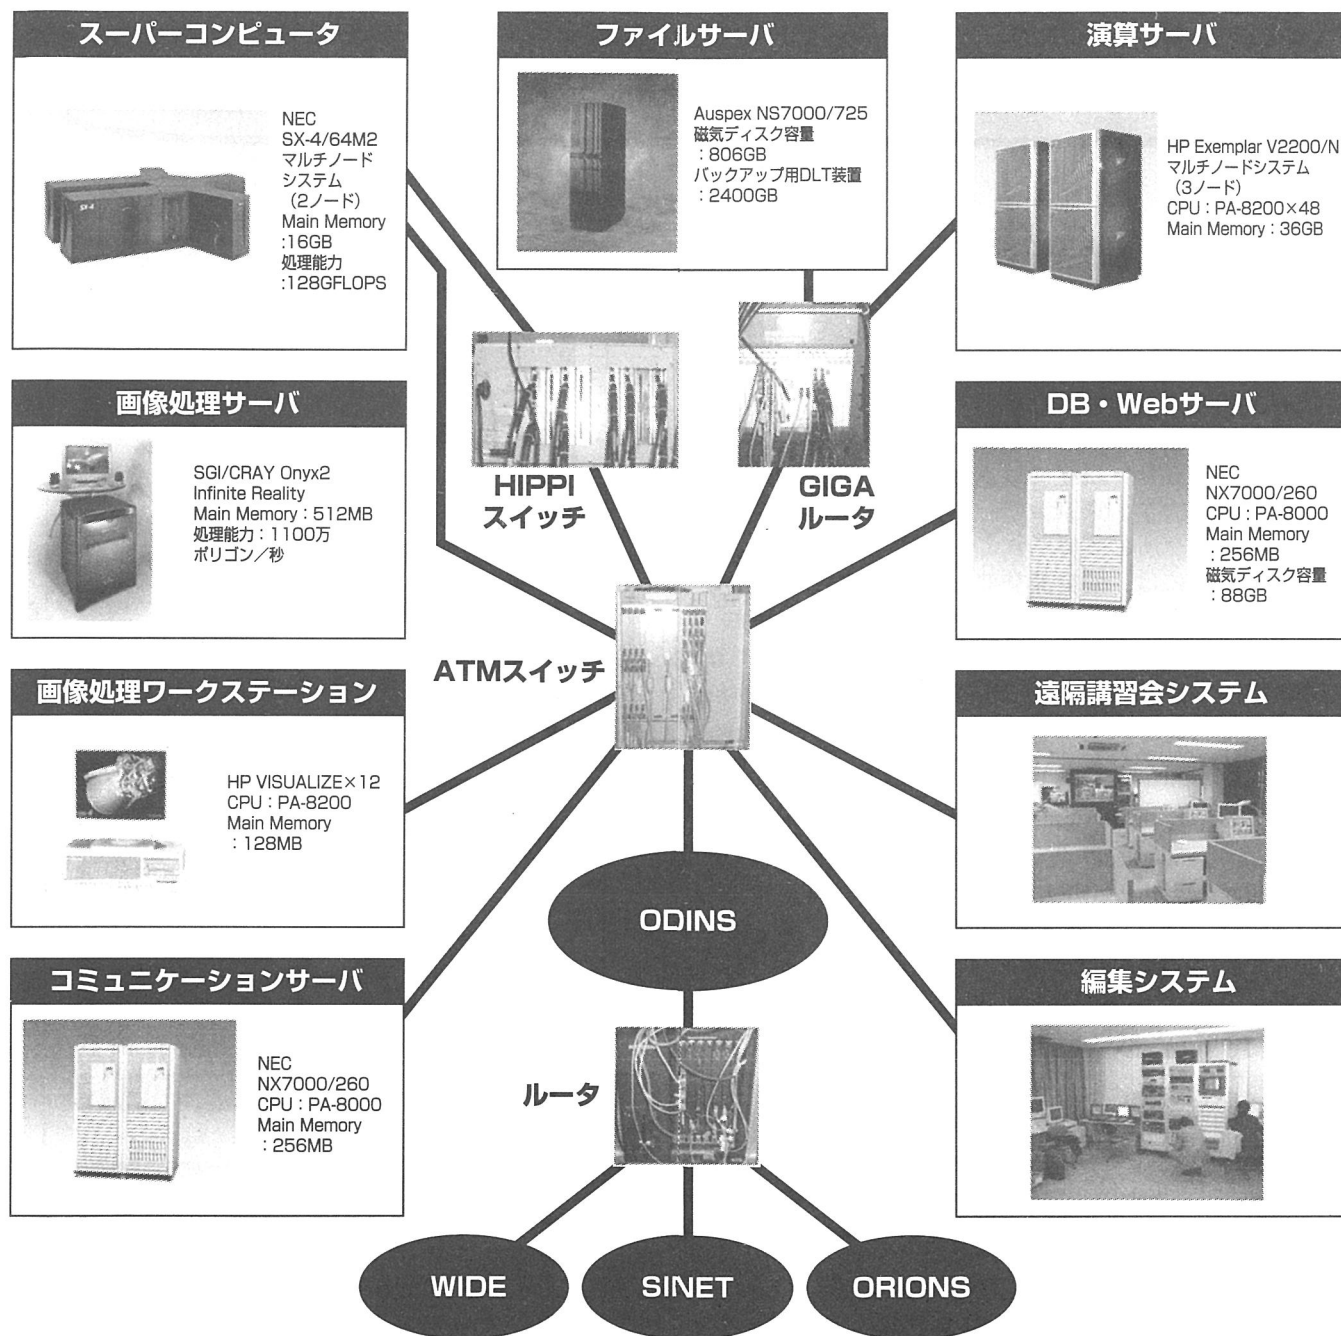 スーパーコンピュータ
NEC
SX-4/64M2
マルチノード
システム
（2ノード）
Main Memory
:16GB
処理能力
:128GFLOPS
ファイルサーバ
Auspex NS7000/725
磁気ディスク容量
：806GB
バックアップ用DLT装置
：2400GB
演算サーバ
HP Exemplar V2200/N
マルチノードシステム
（3ノード）
CPU：PA-8200×48
Main Memory：36GB
HIPPI
スイッチ
GIGA
ルータ
画像処理サーバ
SGI/CRAY Onyx2
Infinite Reality
Main Memory：512MB
処理能力：1100万
ポリゴン／秒
DB・Webサーバ
NEC
NX7000/260
CPU：PA-8000
Main Memory
：256MB
磁気ディスク容量
：88GB
ATMスイッチ
画像処理ワークステーション
HP VISUALIZE×12
CPU：PA-8200
Main Memory
：128MB
遠隔講習会システム
ODINS
コミュニケーションサーバ
NEC
NX7000/260
CPU：PA-8000
Main Memory
：256MB
編集システム
ルータ
WIDE
SINET
ORIONS